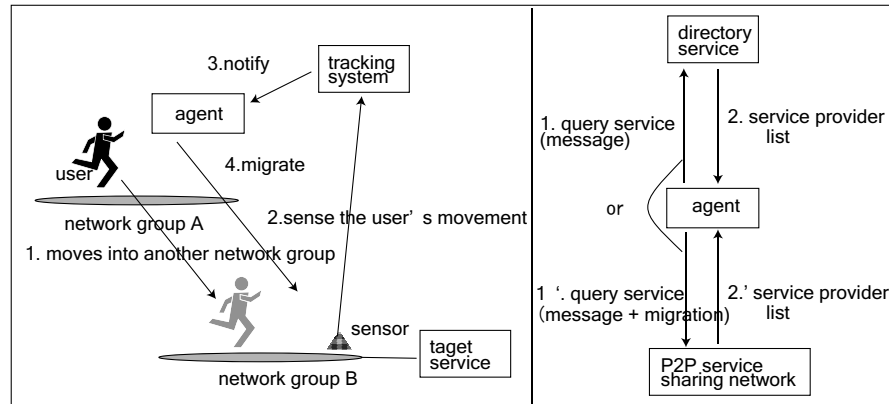 3.notify
tracking
system
agent
user
4.migrate
network group A
2.sense the user' s movement
1. moves into another network group
sensor
taget
service
network group B
directory
service
1. query service
(message)
2. service provider
list
or
agent
1 ‘. query service
(message + migration)
2.’ service provider
list
P2P service
sharing network